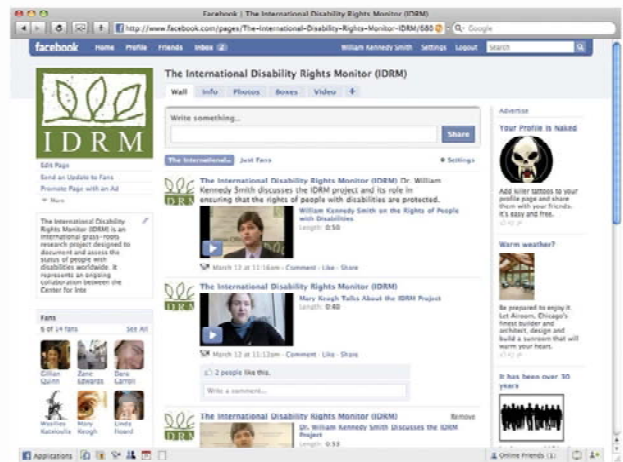 Facebook | The International Disability Rights Monitor (IDRM)
http://www.facebook.com/pages/The-International-Disability-Rights-Monitor-IDRM/680
Google
facebook Home Profile Friends Inbox 2 William Kennedy Smith Settings Logout Search
IDRM
Edit Page
Send an Update to Fans
Promote Page with an Ad
More
The International Disability
Rights Monitor (IDRM) is an
international grass-roots
research project designed to
document and assess the
status of people with
disabilities worldwide. It
represents an ongoing
collaboration between the
Center for Inte
Fans
6 of 14 fans See All
Gillian
Quinn
Zane
Edwards
Dara
Carroll
Mary
Keogh
Linda
The International Disability Rights Monitor (IDRM)
Wall Info Photos Boxes Video +
Write something...
Share
The International... Just Fans Settings
The International Disability Rights Monitor (IDRM) Dr. William
Kennedy Smith discusses the IDRM project and its role in
ensuring that the rights of people with disabilities are protected.
William Kennedy Smith on the Rights of People
with Disabilities
Length: 0:50
March 12 at 11:16am - Comment - Like - Share
The International Disability Rights Monitor (IDRM)
Mary Keogh Talks About the IDRM Project
Length: 0:40
March 12 at 11:12am - Comment - Like - Share
2 people like this.
Write a comment...
The International Disability Rights Monitor (IDRM) Remove
Dr. William Kennedy Smith Discusses the IDRM
Project
Length: 0:53
Advertise
Your Profile is Naked
Add killer tattoos to your
profile page and share
them with your friends.
It's easy and free.
Warm weather?
Be prepared to enjoy it.
Let Airoom, Chicago's
finest builder and
architect, design and
build a sunroom that will
warm your heart.
It has been over 30
years
Applications Online Friends (1)